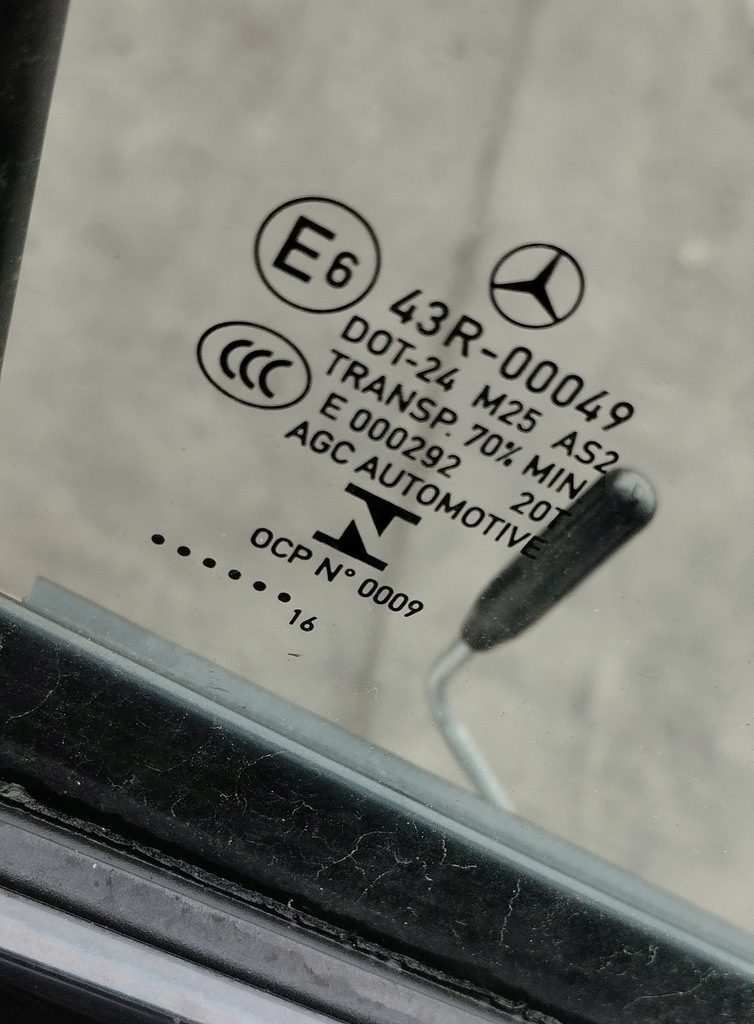 E6
43R-00049
CCC
DOT-24 M25 AS2
TRANSP. 70% MIN
E 000292 20T
AGC AUTOMOTIVE
OCP N° 0009
......16